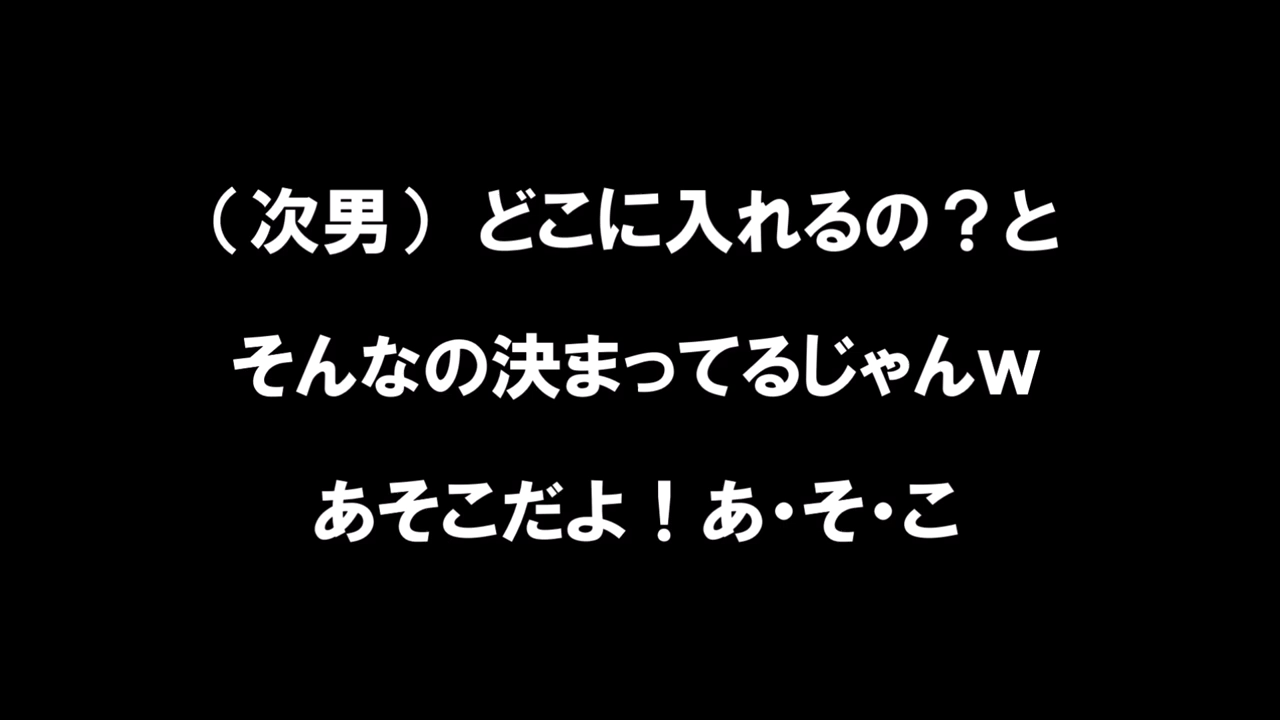 （次男）どこに入れるの？と
そんなの決まってるじゃんｗ
あそこだよ！あ・そ・こ